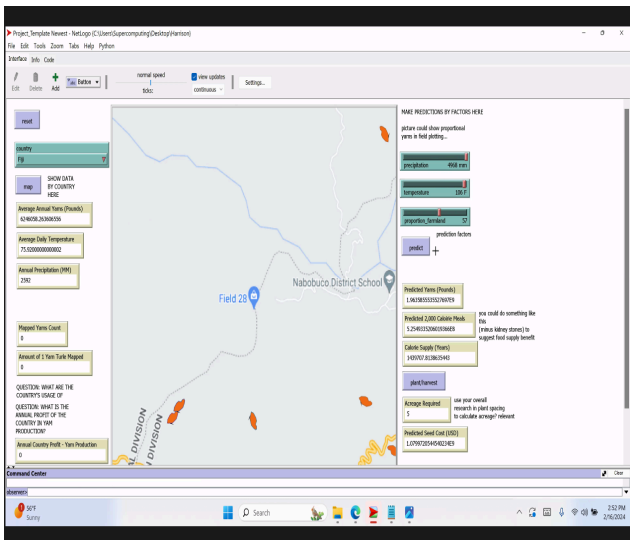 Project_Template Newest - NetLogo {C:\Users\Supercomputing\Desktop\Harrison}
File Edit Tools Zoom Tabs Help Python
Interface Info Code
Edit Delete Add Button normal speed ticks: view updates continuous Settings...
reset
country
Fiji
map
SHOW DATA
BY COUNTRY
HERE
Average Annual Yams (Pounds)
6246058.263606556
Average Daily Temperature
75.92000000000002
Annual Precipitation (MM)
2592
Mapped Yams Count
0
Amount of 1 Yam Turle Mapped
0
QUESTION: WHAT ARE THE
COUNTRY'S USAGE OF
QUESTION: WHAT IS THE
ANNUAL PROFIT OF THE
COUNTRY IN YAM
PRODUCTION?
Annual Country Profit - Yam Production
0
Field 28
Nabobuco District School
AL DIVISION
DIVISION
MAKE PREDICTIONS BY FACTORS HERE
picture could show proportional
yams in field plotting...
precipitation 4960 mm
temperature 106 F
proportion_farmland 57
prediction factors
predict
Predicted Yams (Pounds)
1.9635855535527697E9
Predicted 2,000 Calorie Meals
5.2549335206019366E8
you could do something like
this
(minus kidney stones) to
suggest food supply benefit
Calorie Supply (Years)
1439707.8138635443
plant/harvest
Acreage Required
5
use your overall
research in plant spacing
to calculate acreage? relevant
Predicted Seed Cost (USD)
1.0799720544540234E9
Command Center
Clear
observer>
56°F
Sunny
Search
2:52 PM
2/16/2024